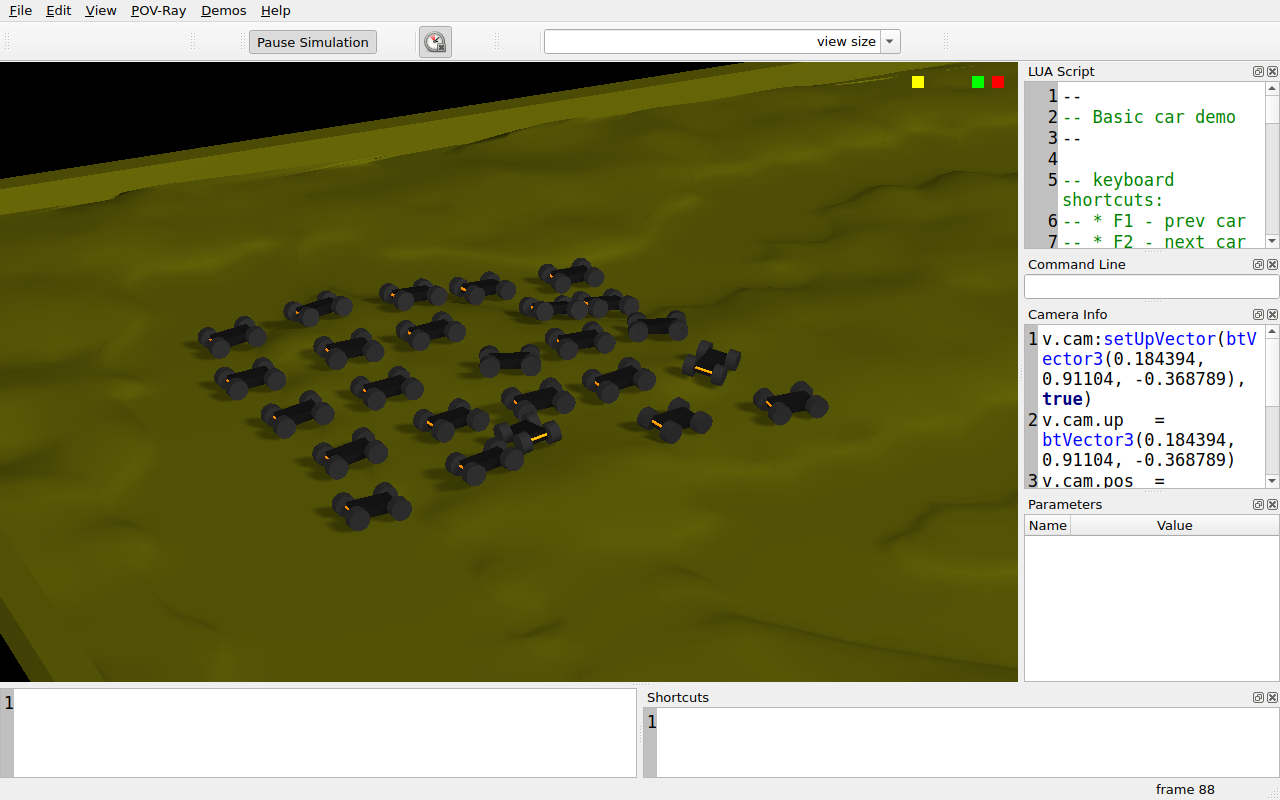 File Edit View POV-Ray Demos Help
Pause Simulation
view size
LUA Script
1 --
2 -- Basic car demo
3 --
4
5 -- keyboard
shortcuts:
6 -- * F1 - prev car
7 -- * F2 - next car
Command Line
Camera Info
1 v.cam:setUpVector(btV
ector3(0.184394,
0.91104, -0.368789),
true)
2 v.cam.up   =
btVector3(0.184394,
0.91104, -0.368789)
3 v.cam.pos  =
Parameters
Name Value
1
Shortcuts
1
frame 88